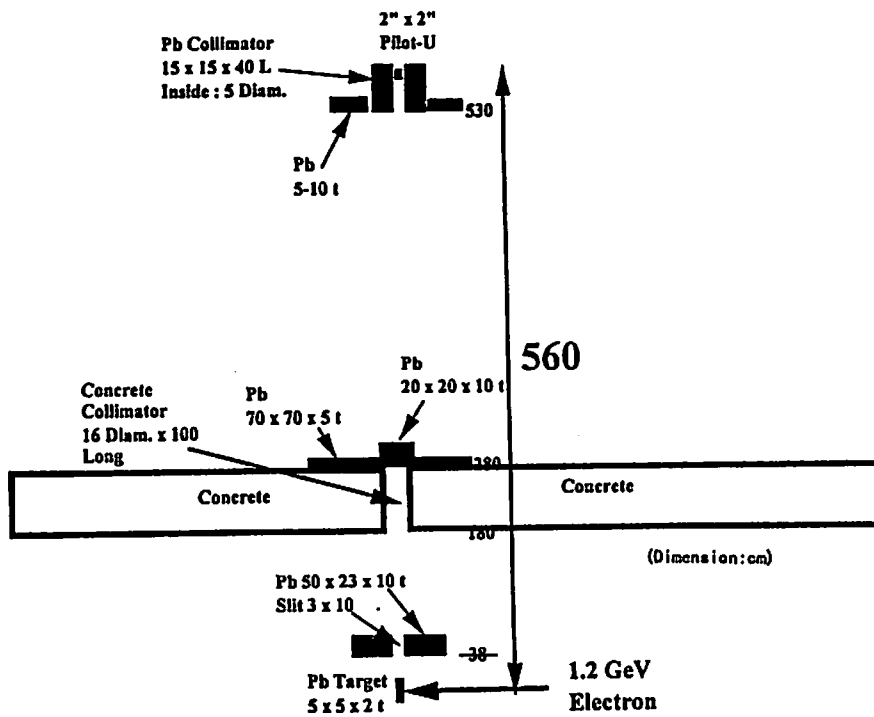 2" x 2"
Pilot-U
Pb Collimator
15 x 15 x 40 L
Inside : 5 Diam.
530
Pb
5-10 t
560
Pb
20 x 20 x 10 t
Concrete
Collimator
16 Diam. x 100
Long
Pb
70 x 70 x 5 t
280
Concrete
Concrete
180
(Dimension:cm)
Pb 50 x 23 x 10 t
Slit 3 x 10
38
Pb Target
5 x 5 x 2 t
1.2 GeV
Electron